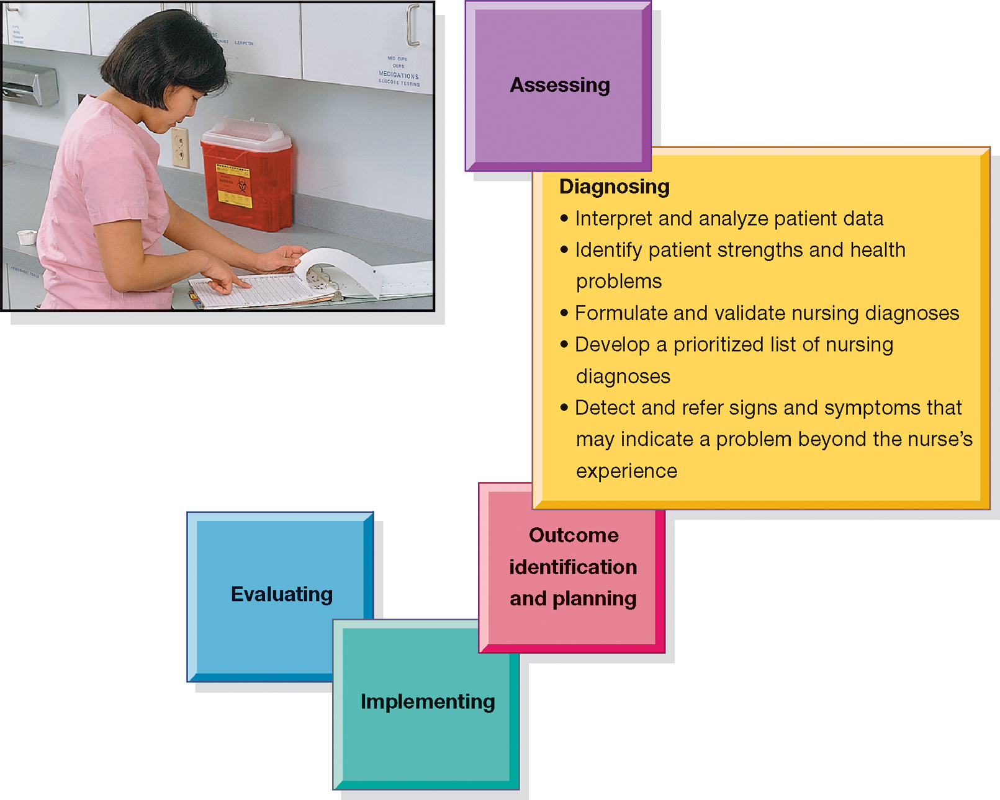 MED CUPS
CUPS
MEDICATIONS
GLUCOSE TESTING
Assessing
Diagnosing
• Interpret and analyze patient data
• Identify patient strengths and health
problems
• Formulate and validate nursing diagnoses
• Develop a prioritized list of nursing
diagnoses
• Detect and refer signs and symptoms that
may indicate a problem beyond the nurse’s
experience
Outcome
identification
and planning
Evaluating
Implementing